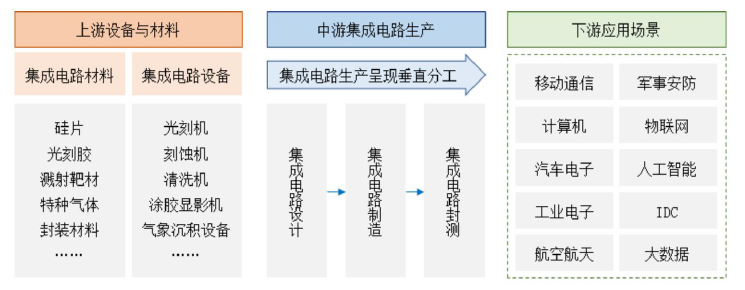 上游设备与材料
集成电路材料
集成电路设备
硅片
光刻胶
溅射靶材
特种气体
封装材料
……
光刻机
刻蚀机
清洗机
涂胶显影机
气象沉积设备
……
中游集成电路生产
集成电路生产呈现垂直分工
集成电路设计
集成电路制造
集成电路封测
下游应用场景
移动通信
军事安防
计算机
物联网
汽车电子
人工智能
工业电子
IDC
航空航天
大数据